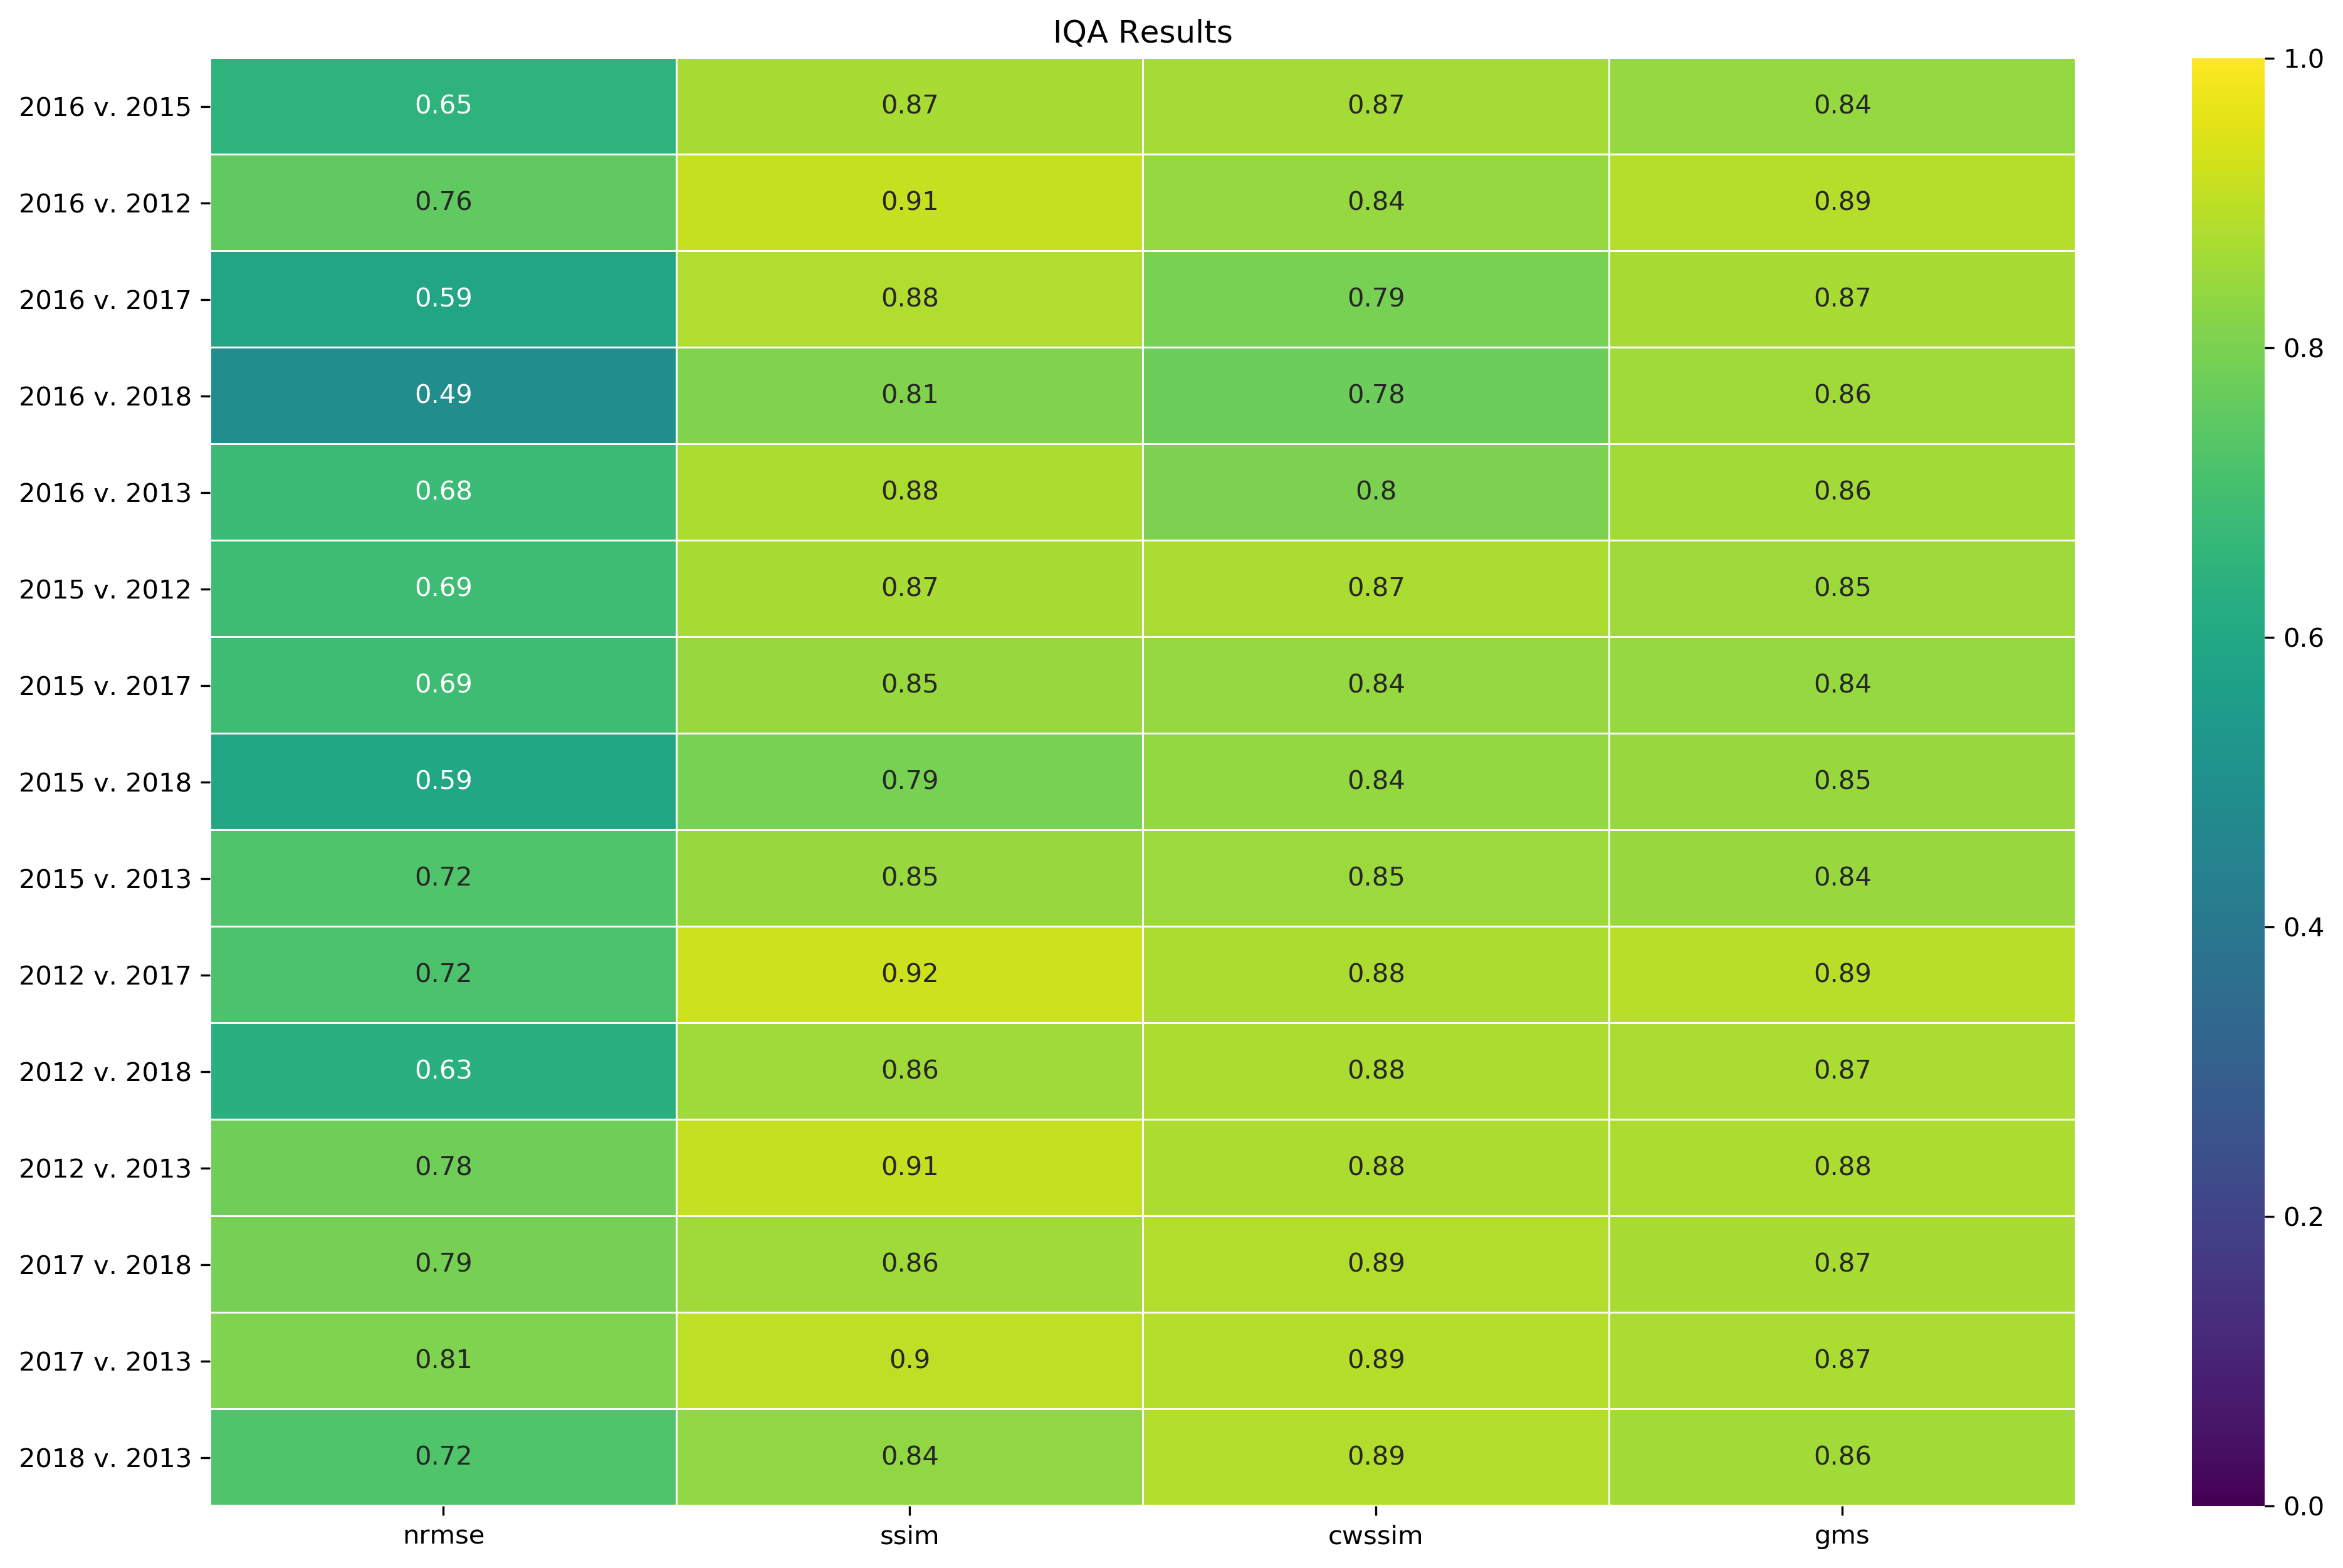 IQA Results
2016 v. 2015 0.65 0.87 0.87 0.84
2016 v. 2012 0.76 0.91 0.84 0.89
2016 v. 2017 0.59 0.88 0.79 0.87
2016 v. 2018 0.49 0.81 0.78 0.86
2016 v. 2013 0.68 0.88 0.8 0.86
2015 v. 2012 0.69 0.87 0.87 0.85
2015 v. 2017 0.69 0.85 0.84 0.84
2015 v. 2018 0.59 0.79 0.84 0.85
2015 v. 2013 0.72 0.85 0.85 0.84
2012 v. 2017 0.72 0.92 0.88 0.89
2012 v. 2018 0.63 0.86 0.88 0.87
2012 v. 2013 0.78 0.91 0.88 0.88
2017 v. 2018 0.79 0.86 0.89 0.87
2017 v. 2013 0.81 0.9 0.89 0.87
2018 v. 2013 0.72 0.84 0.89 0.86
nrmse ssim cwssim gms
1.0
0.8
0.6
0.4
0.2
0.0